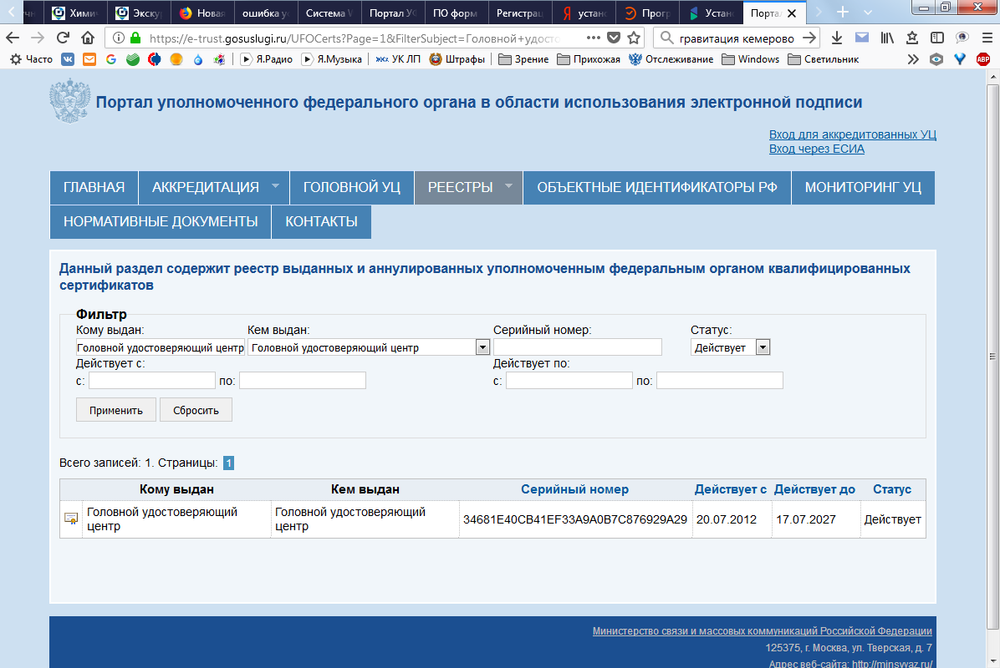 Химич
Экску
Новая
ошибка ус
Система W
Портал УФ
ПО форм
Регистрац
устано
Прогр
Устан
Порта
https://e-trust.gosuslugi.ru/UFOCerts?Page=1&FilterSubject=Головной+удосто
гравитация кемерово
Часто
Я.Радио
Я.Музыка
УК ЛП
Штрафы
Зрение
Прихожая
Отслеживание
Windows
Светильник
ABP
Портал уполномоченного федерального органа в области использования электронной подписи
Вход для аккредитованных УЦ
Вход через ЕСИА
ГЛАВНАЯ
АККРЕДИТАЦИЯ
ГОЛОВНОЙ УЦ
РЕЕСТРЫ
ОБЪЕКТНЫЕ ИДЕНТИФИКАТОРЫ РФ
МОНИТОРИНГ УЦ
НОРМАТИВНЫЕ ДОКУМЕНТЫ
КОНТАКТЫ
Данный раздел содержит реестр выданных и аннулированных уполномоченным федеральным органом квалифицированных
сертификатов
Фильтр
Кому выдан: Кем выдан: Серийный номер: Статус:
Головной удостоверяющий центр Головной удостоверяющий центр Действует
Действует с: Действует по:
с: по: с: по:
Применить Сбросить
Всего записей: 1. Страницы: 1
Кому выдан Кем выдан Серийный номер Действует с Действует до Статус
Головной удостоверяющий центр Головной удостоверяющий центр 34681E40CB41EF33A9A0B7C876929A29 20.07.2012 17.07.2027 Действует
Министерство связи и массовых коммуникаций Российской Федерации
125375, г. Москва, ул. Тверская, д. 7
Адрес веб-сайта: http://minsvyaz.ru/